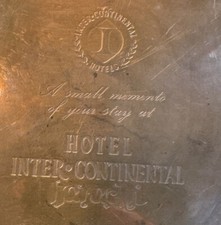 INTER·CONTINENTAL
I
HOTELS
A small memento
of your stay at
HOTEL
INTER·CONTINENTAL